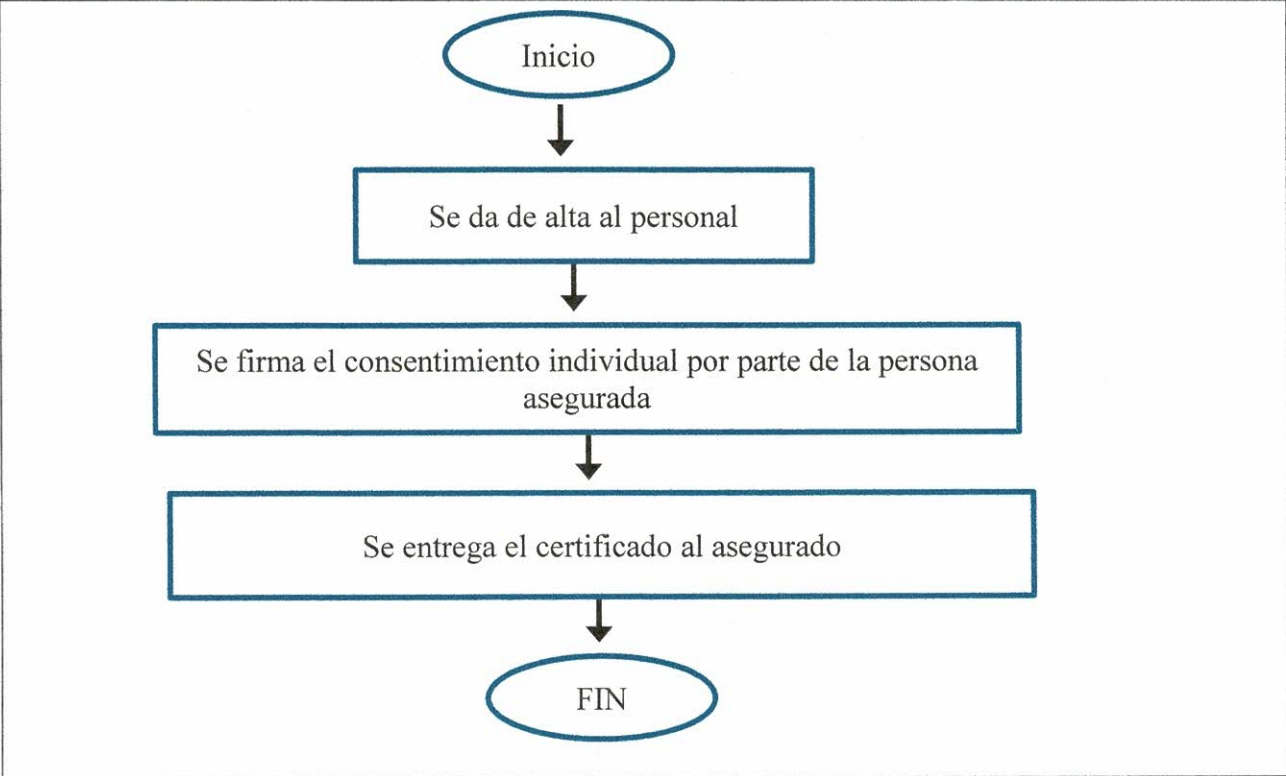 Inicio
Se da de alta al personal
Se firma el consentimiento individual por parte de la persona
asegurada
Se entrega el certificado al asegurado
FIN